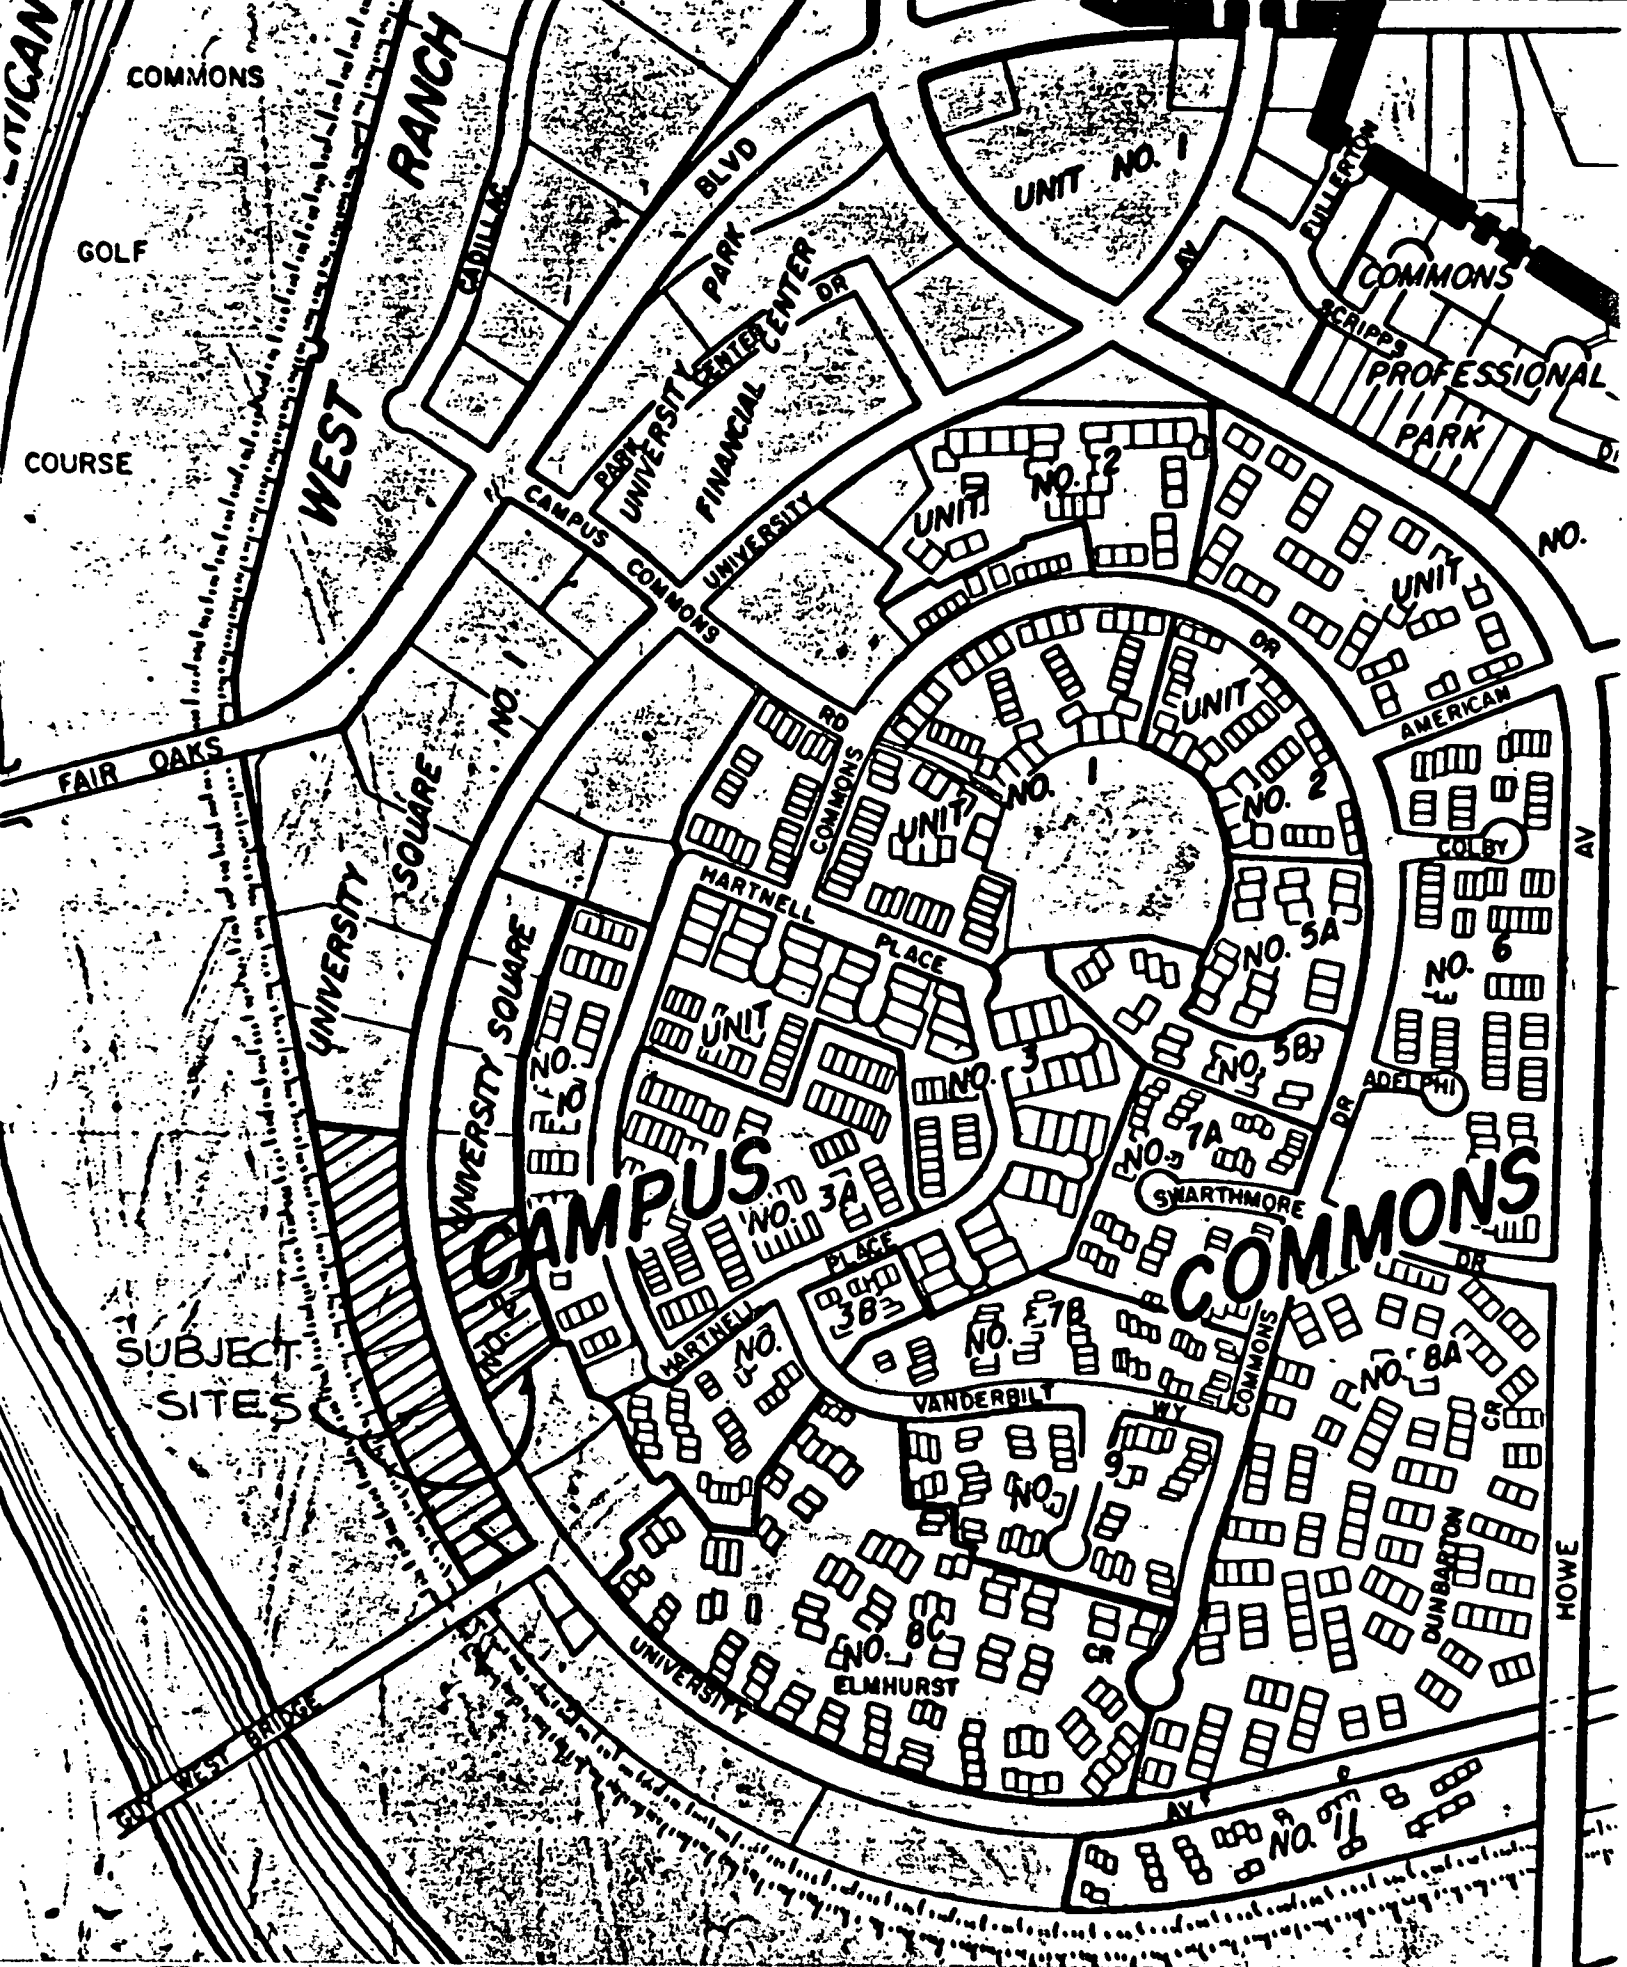 COMMONS
RANCH
WEST
GOLF
COURSE
CADILLAC
BLVD
PARK
UNIVERSITY
FINANCIAL
CENTER
PARK CENTER DR
UNIT NO. 1
AV
FULLERTON
COMMONS
SCRIPPS
PROFESSIONAL
PARK
NO.
CAMPUS
COMMONS
RD
UNIVERSITY
UNIT NO. 2
UNIT
DR
AMERICAN
UNIT
NO. 2
UNIT NO. 1
COMMONS
FAIR OAKS
UNIVERSITY SQUARE NO. 1
HARTNELL PLACE
COLBY
AV
NO. 5A
NO. 6
UNIVERSITY SQUARE
NO. 2
NO. 10
UNIT NO. 3
NO. 5B
ADELPHI
DR
NO. 7A
SWARTHMORE
CAMPUS COMMONS
NO. 3A
PLACE
HARTNELL
3B
NO.
NO. 7B
DR
COMMONS
NO. 8A
CR
VANDERBILT WY
NO. 9
SUBJECT
SITES
DUNBARTON
HOWE
NO. 8C
ELMHURST CR
UNIVERSITY
AV
GUY WEST BRIDGE
NO. 11